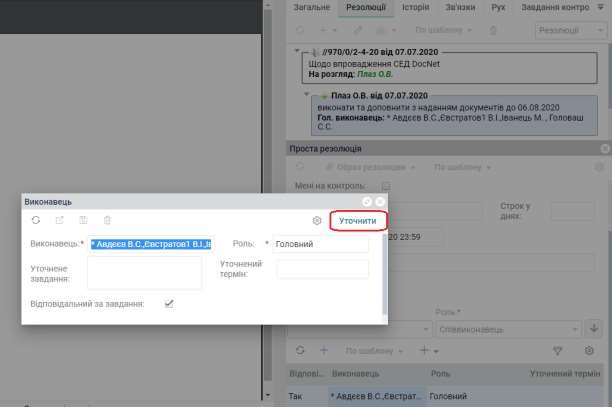 Загальне Резолюції Історія Зв'язки Рух Завдання контро
По шаблону Резолюції
//970/0/2-4-20 від 07.07.2020
Щодо впровадження СЕД DocNet
На розгляд: Плаз О.В.
Плаз О.В. від 07.07.2020
виконати та доповнити з наданням документів до 06.08.2020
Гол. виконавець: * Авдєєв В.С.,Євстратов1 В.І.,Іванець М. , Головаш
С.С.
Проста резолюція
Образ резолюции По шаблону
Мені на контроль:
Строк у
днях:
20 23:59
Виконавець
Уточнити
Виконавець:* * Авдєєв В.С.,Євстратов1 В.І.,Ів Роль: * Головний
Уточнене
завдання:
Уточнений
термін:
Відповідальний за завдання:
Роль:*
Співвиконавець
По шаблону
Відпові... Виконавець Роль Уточнений термін
Так * Авдєєв В.С.,Євстрат... Головний